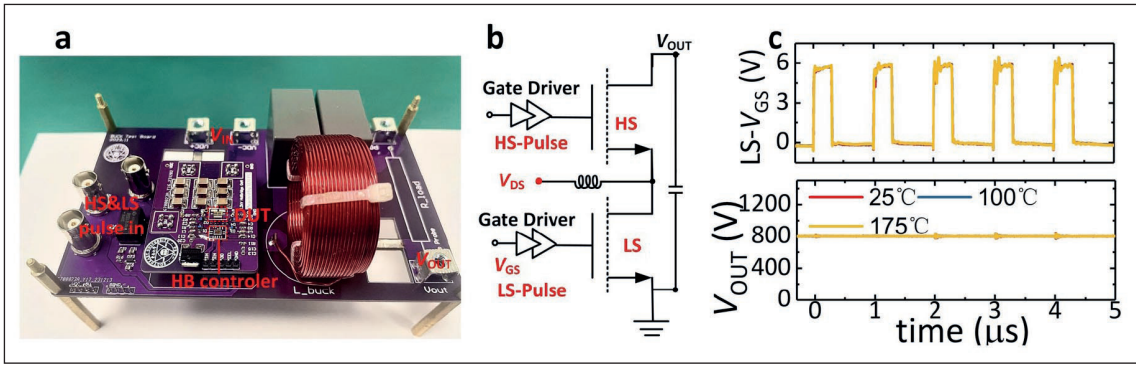 a
V_IN
HS&LS
pulse in
DUT
V_OUT
HB controler
L_buck
R_load
Vout
b
V_OUT
Gate Driver
HS
HS-Pulse
V_DS
Gate Driver
LS
V_GS
LS-Pulse
c
LS-V_GS (V)
6
3
0
V_OUT (V)
1200
800
400
0
25℃
100℃
175℃
0 1 2 3 4 5
time (μs)